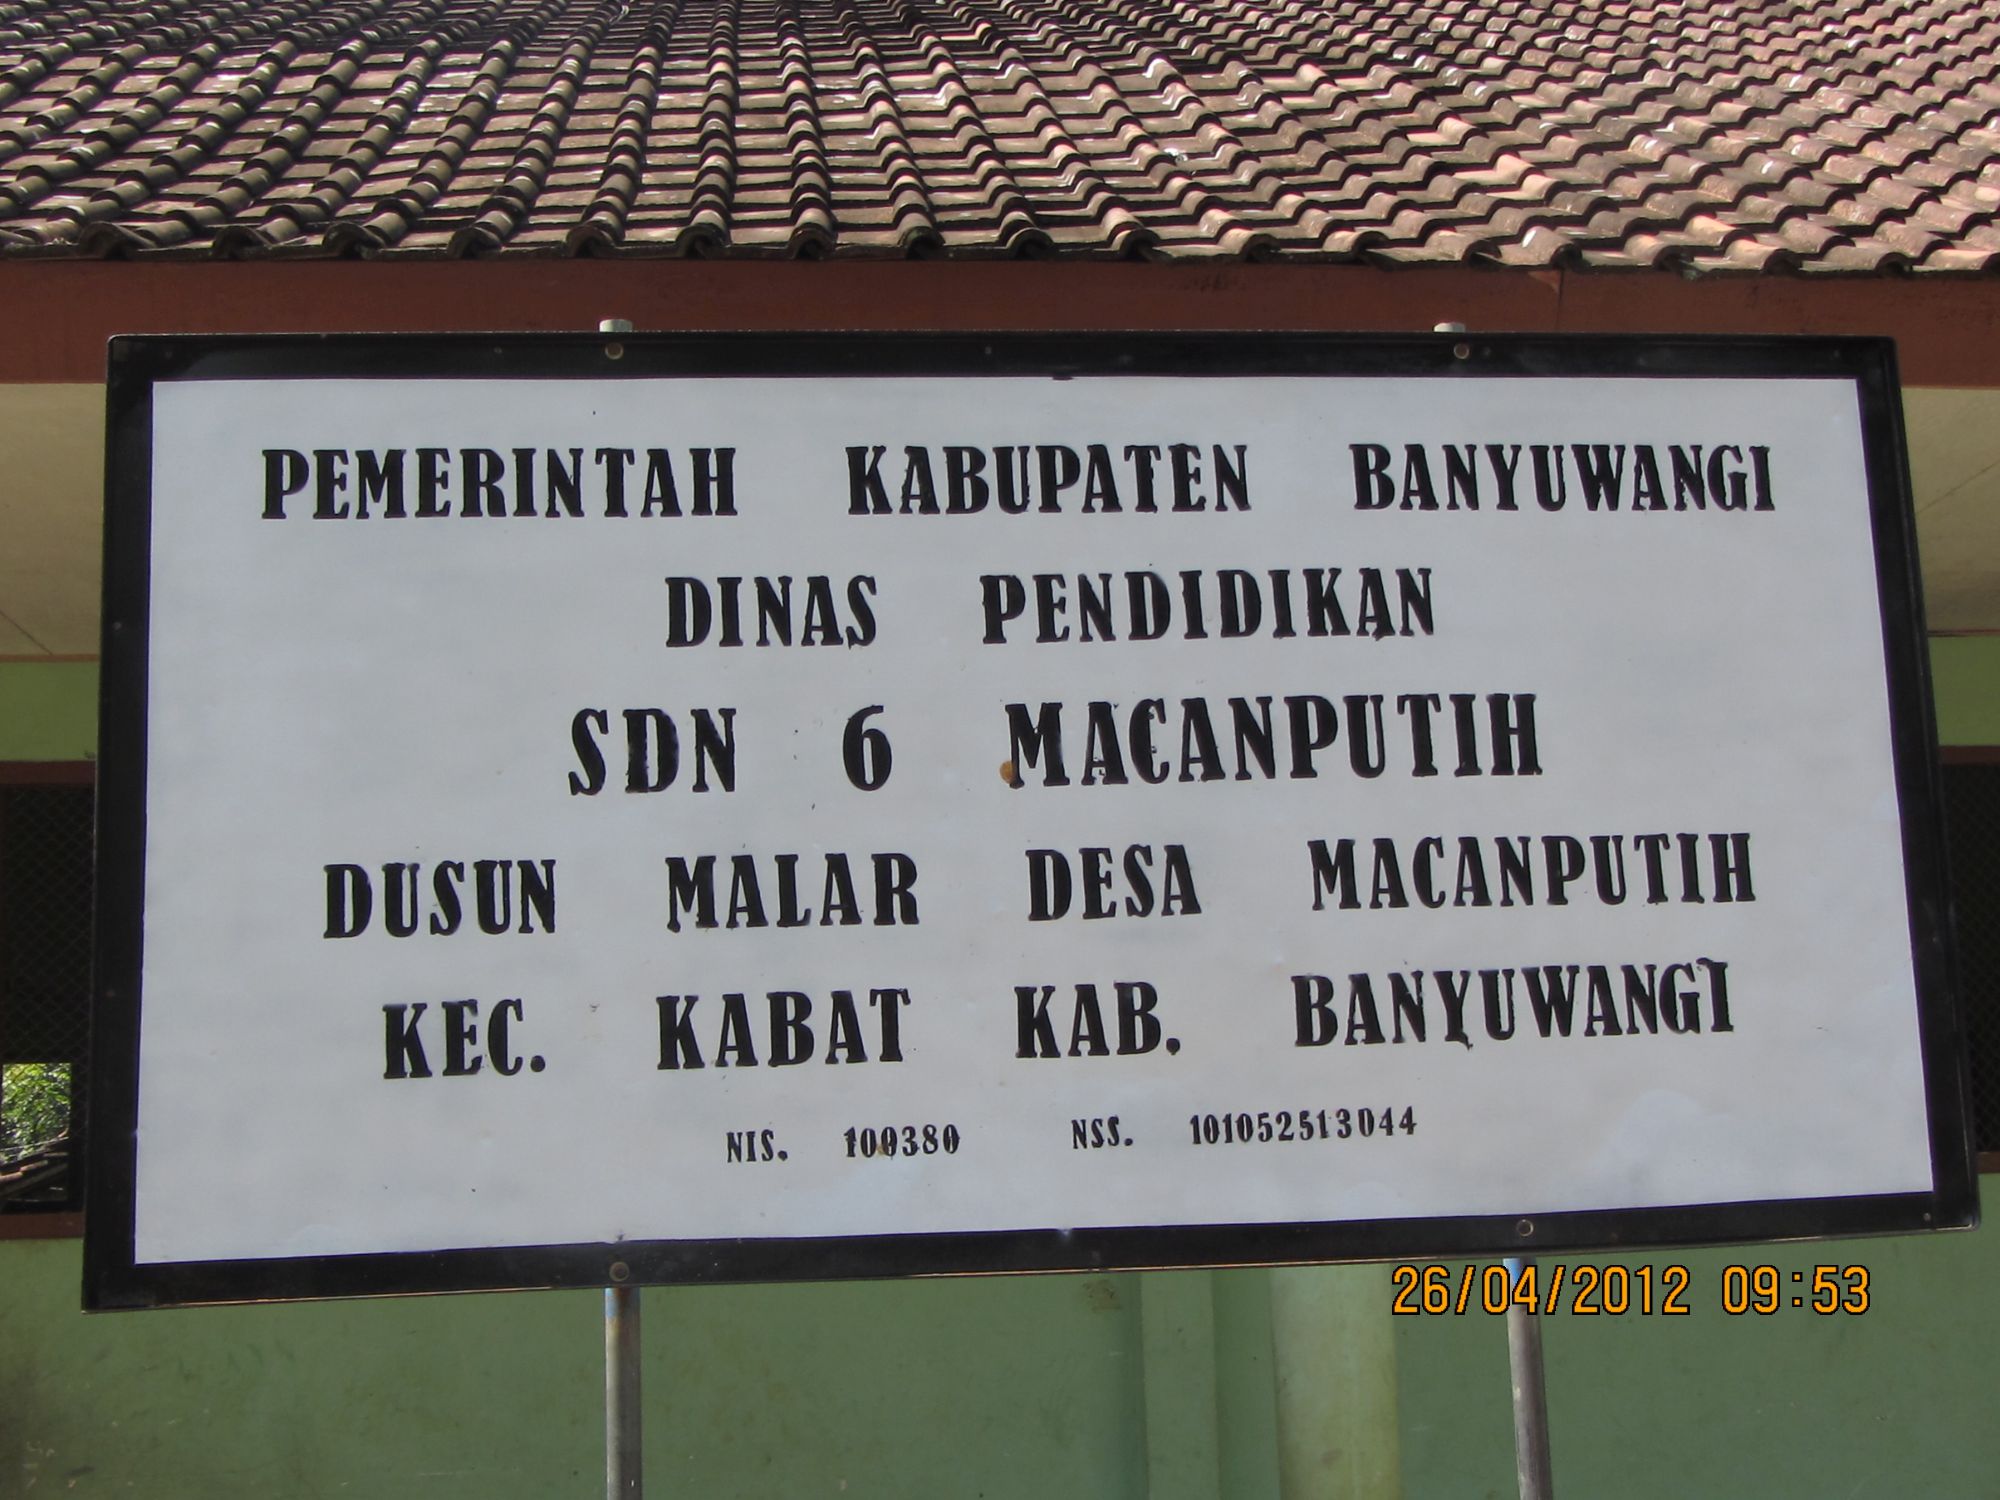 PEMERINTAH KABUPATEN BANYUWANGI
DINAS PENDIDIKAN
SDN 6 MACANPUTIH
DUSUN MALAR DESA MACANPUTIH
KEC. KABAT KAB. BANYUWANGI
NIS. 100380 NSS. 101052513044
26/04/2012 09:53